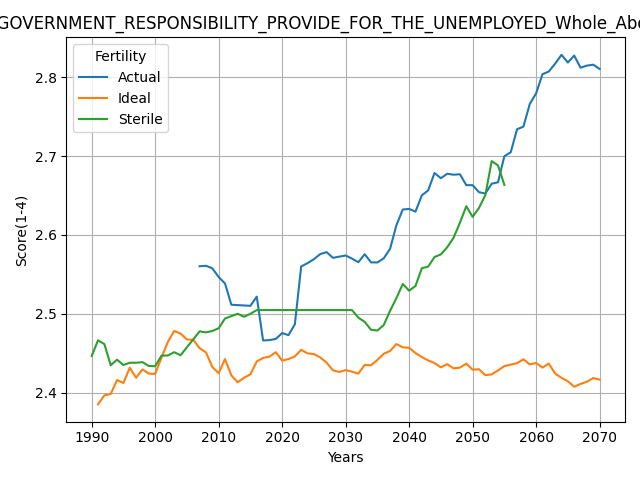 GOVERNMENT_RESPONSIBILITY_PROVIDE_FOR_THE_UNEMPLOYED_Whole_Abo
Fertility
Actual
Ideal
Sterile
Score(1-4)
2.8
2.7
2.6
2.5
2.4
1990 2000 2010 2020 2030 2040 2050 2060 2070
Years